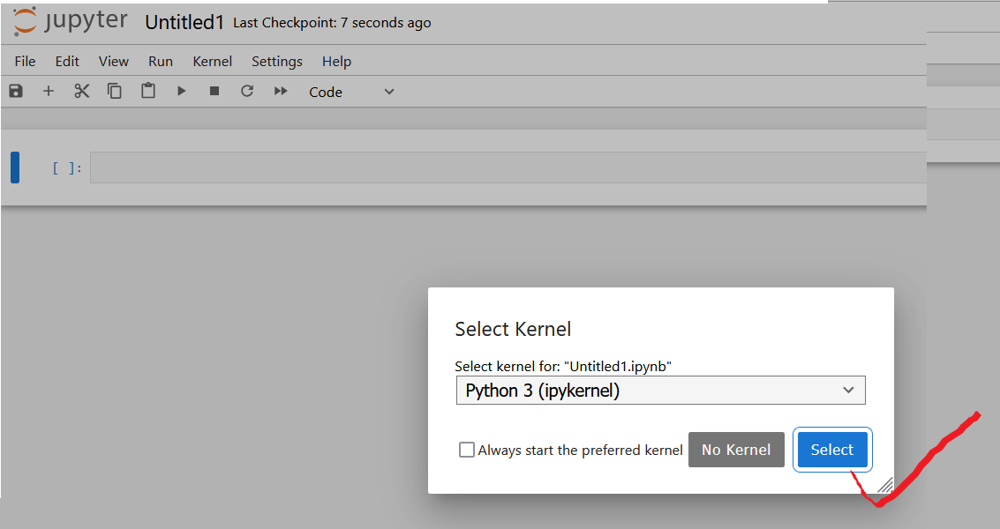 jupyter Untitled1 Last Checkpoint: 7 seconds ago
File Edit View Run Kernel Settings Help
Code
[ ]:
Select Kernel
Select kernel for: "Untitled1.ipynb"
Python 3 (ipykernel)
Always start the preferred kernel No Kernel Select